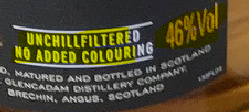 UNCHILLFILTERED
NO ADDED COLOURING
46%Vol
D, MATURED AND BOTTLED IN SCOTLAND
GLENCADAM DISTILLERY COMPANY
BRECHIN, ANGUS, SCOTLAND